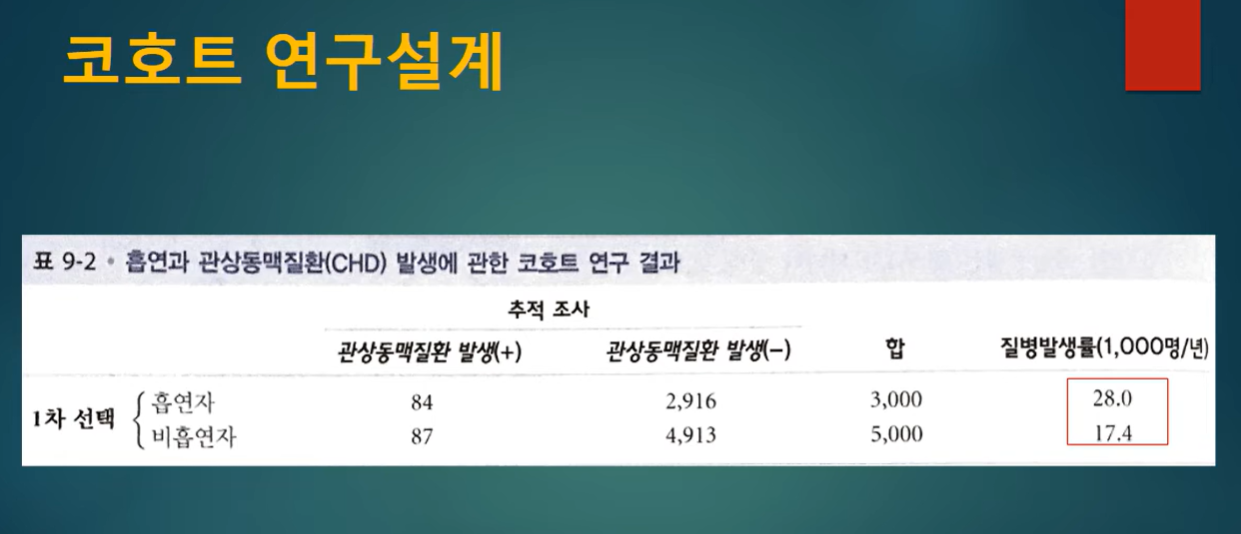 코호트 연구설계
표 9-2 • 흡연과 관상동맥질환(CHD) 발생에 관한 코호트 연구 결과
추적 조사
관상동맥질환 발생(+) 관상동맥질환 발생(−) 합 질병발생률(1,000명/년)
1차 선택
흡연자 84 2,916 3,000 28.0
비흡연자 87 4,913 5,000 17.4